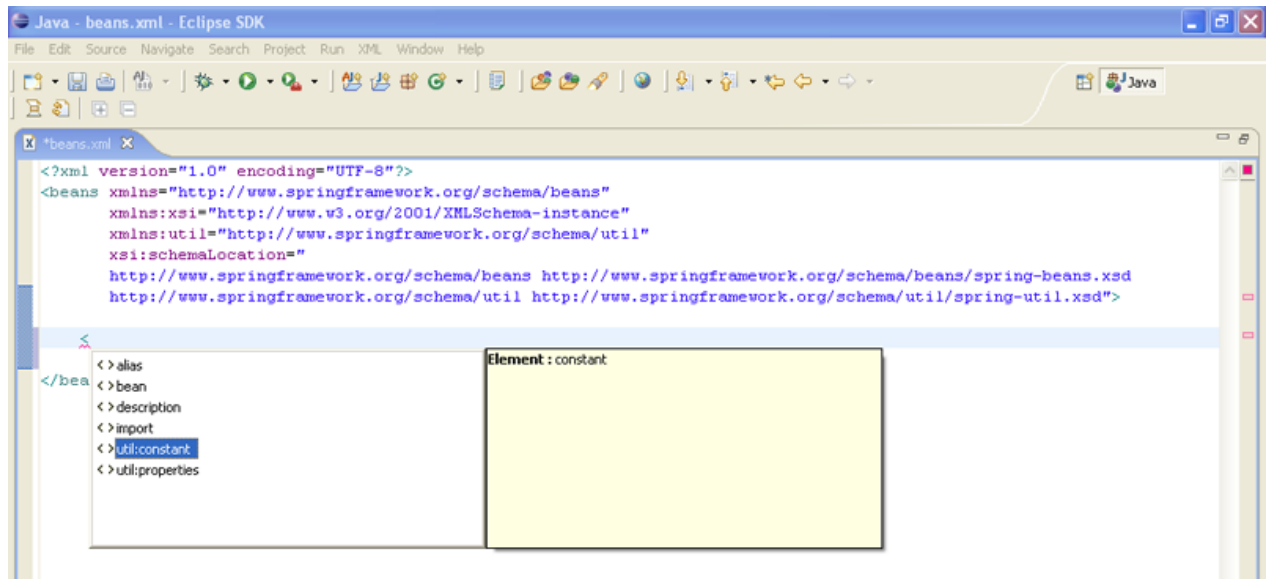 Java - beans.xml - Eclipse SDK
File Edit Source Navigate Search Project Run XML Window Help
Java
*beans.xml
<?xml version="1.0" encoding="UTF-8"?>
<beans xmlns="http://www.springframework.org/schema/beans"
xmlns:xsi="http://www.w3.org/2001/XMLSchema-instance"
xmlns:util="http://www.springframework.org/schema/util"
xsi:schemaLocation="
http://www.springframework.org/schema/beans http://www.springframework.org/schema/beans/spring-beans.xsd
http://www.springframework.org/schema/util http://www.springframework.org/schema/util/spring-util.xsd">
<
</bea
<> alias
<> bean
<> description
<> import
<> util:constant
<> util:properties
Element : constant